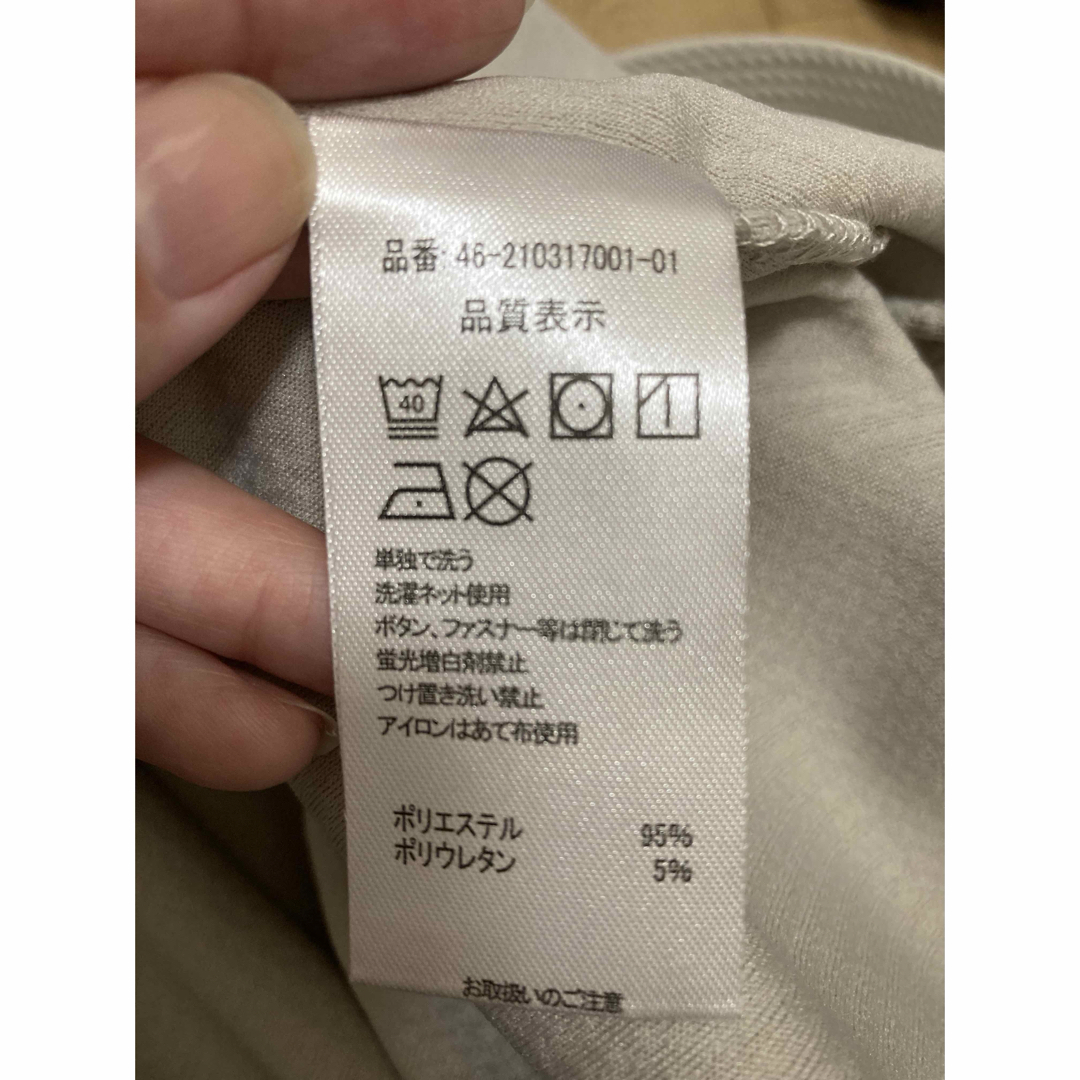 品番 46-210317001-01
品質表示
40
単独で洗う
洗濯ネット使用
ボタン、ファスナー等は閉じて洗う
蛍光増白剤禁止
つけ置き洗い禁止
アイロンはあて布使用
ポリエステル 95%
ポリウレタン 5%
お取扱いのご注意